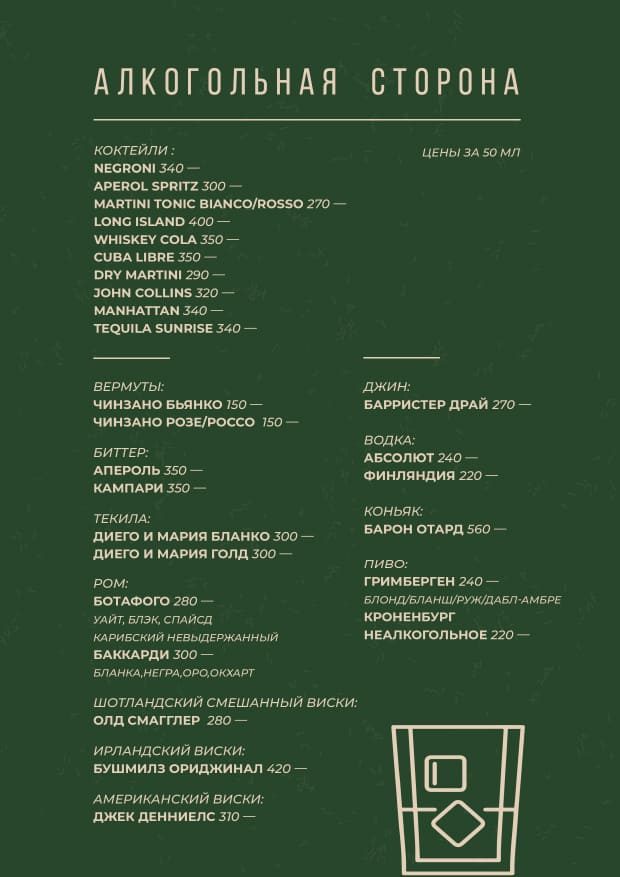 АЛКОГОЛЬНАЯ СТОРОНА
КОКТЕЙЛИ :
ЦЕНЫ ЗА 50 МЛ
NEGRONI 340 —
APEROL SPRITZ 300 —
MARTINI TONIC BIANCO/ROSSO 270 —
LONG ISLAND 400 —
WHISKEY COLA 350 —
CUBA LIBRE 350 —
DRY MARTINI 290 —
JOHN COLLINS 320 —
MANHATTAN 340 —
TEQUILA SUNRISE 340 —
ВЕРМУТЫ:
ЧИНЗАНО БЬЯНКО 150 —
ЧИНЗАНО РОЗЕ/РОССО 150 —
БИТТЕР:
АПЕРОЛЬ 350 —
КАМПАРИ 350 —
ТЕКИЛА:
ДИЕГО И МАРИЯ БЛАНКО 300 —
ДИЕГО И МАРИЯ ГОЛД 300 —
РОМ:
БОТАФОГО 280 —
УАЙТ, БЛЭК, СПАЙСД
КАРИБСКИЙ НЕВЫДЕРЖАННЫЙ
БАККАРДИ 300 —
БЛАНКА,НЕГРА,ОРО,ОКХАРТ
ШОТЛАНДСКИЙ СМЕШАННЫЙ ВИСКИ:
ОЛД СМАГГЛЕР 280 —
ИРЛАНДСКИЙ ВИСКИ:
БУШМИЛЗ ОРИДЖИНАЛ 420 —
АМЕРИКАНСКИЙ ВИСКИ:
ДЖЕК ДЕННИЕЛС 310 —
ДЖИН:
БАРРИСТЕР ДРАЙ 270 —
ВОДКА:
АБСОЛЮТ 240 —
ФИНЛЯНДИЯ 220 —
КОНЬЯК:
БАРОН ОТАРД 560 —
ПИВО:
ГРИМБЕРГЕН 240 —
БЛОНД/БЛАНШ/РУЖ/ДАБЛ-АМБРЕ
КРОНЕНБУРГ
НЕАЛКОГОЛЬНОЕ 220 —